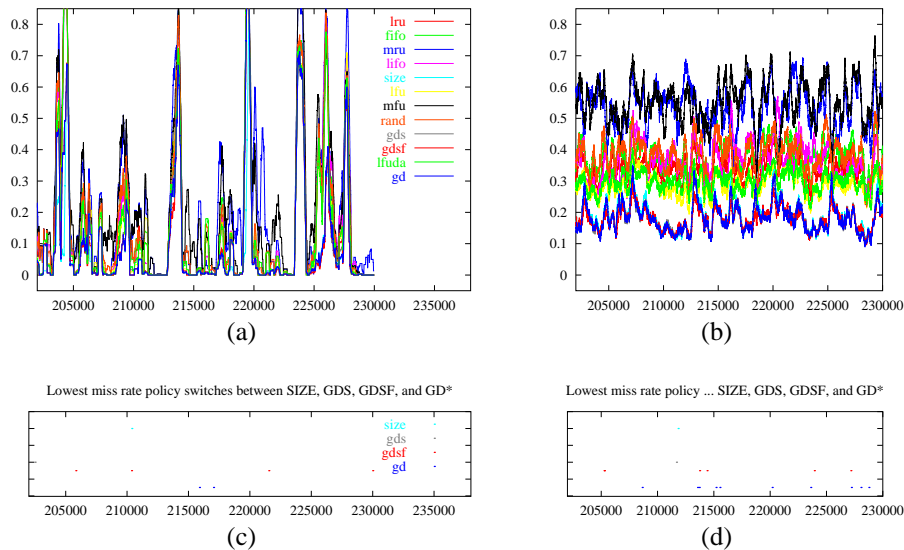 0.8
0.7
0.6
0.5
0.4
0.3
0.2
0.1
0
205000 210000 215000 220000 225000 230000 235000
lru
fifo
mru
lifo
size
lfu
mfu
rand
gds
gdsf
lfuda
gd
(a)
0.8
0.7
0.6
0.5
0.4
0.3
0.2
0.1
0
205000 210000 215000 220000 225000 230000
(b)
Lowest miss rate policy switches between SIZE, GDS, GDSF, and GD*
size
gds
gdsf
gd
205000 210000 215000 220000 225000 230000 235000
(c)
Lowest miss rate policy ... SIZE, GDS, GDSF, and GD*
205000 210000 215000 220000 225000 230000
(d)